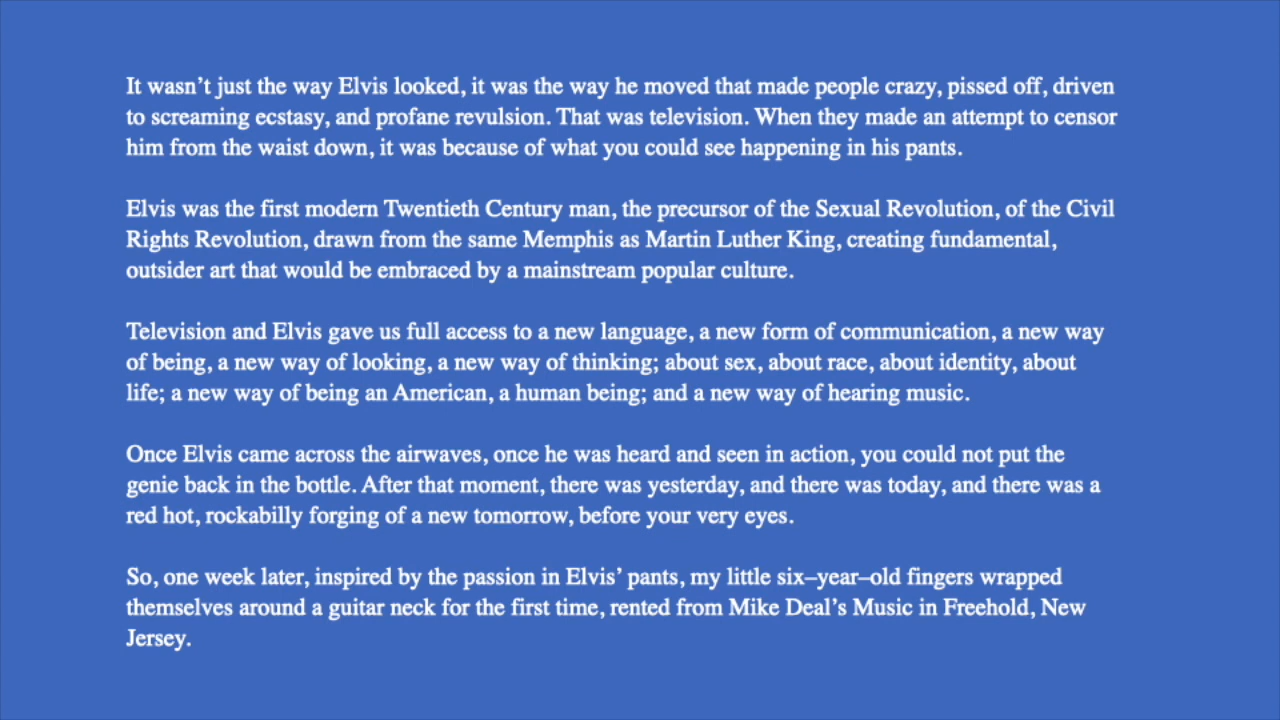 It wasn’t just the way Elvis looked, it was the way he moved that made people crazy, pissed off, driven
to screaming ecstasy, and profane revulsion. That was television. When they made an attempt to censor
him from the waist down, it was because of what you could see happening in his pants.
Elvis was the first modern Twentieth Century man, the precursor of the Sexual Revolution, of the Civil
Rights Revolution, drawn from the same Memphis as Martin Luther King, creating fundamental,
outsider art that would be embraced by a mainstream popular culture.
Television and Elvis gave us full access to a new language, a new form of communication, a new way
of being, a new way of looking, a new way of thinking; about sex, about race, about identity, about
life; a new way of being an American, a human being; and a new way of hearing music.
Once Elvis came across the airwaves, once he was heard and seen in action, you could not put the
genie back in the bottle. After that moment, there was yesterday, and there was today, and there was a
red hot, rockabilly forging of a new tomorrow, before your very eyes.
So, one week later, inspired by the passion in Elvis’ pants, my little six–year–old fingers wrapped
themselves around a guitar neck for the first time, rented from Mike Deal’s Music in Freehold, New
Jersey.